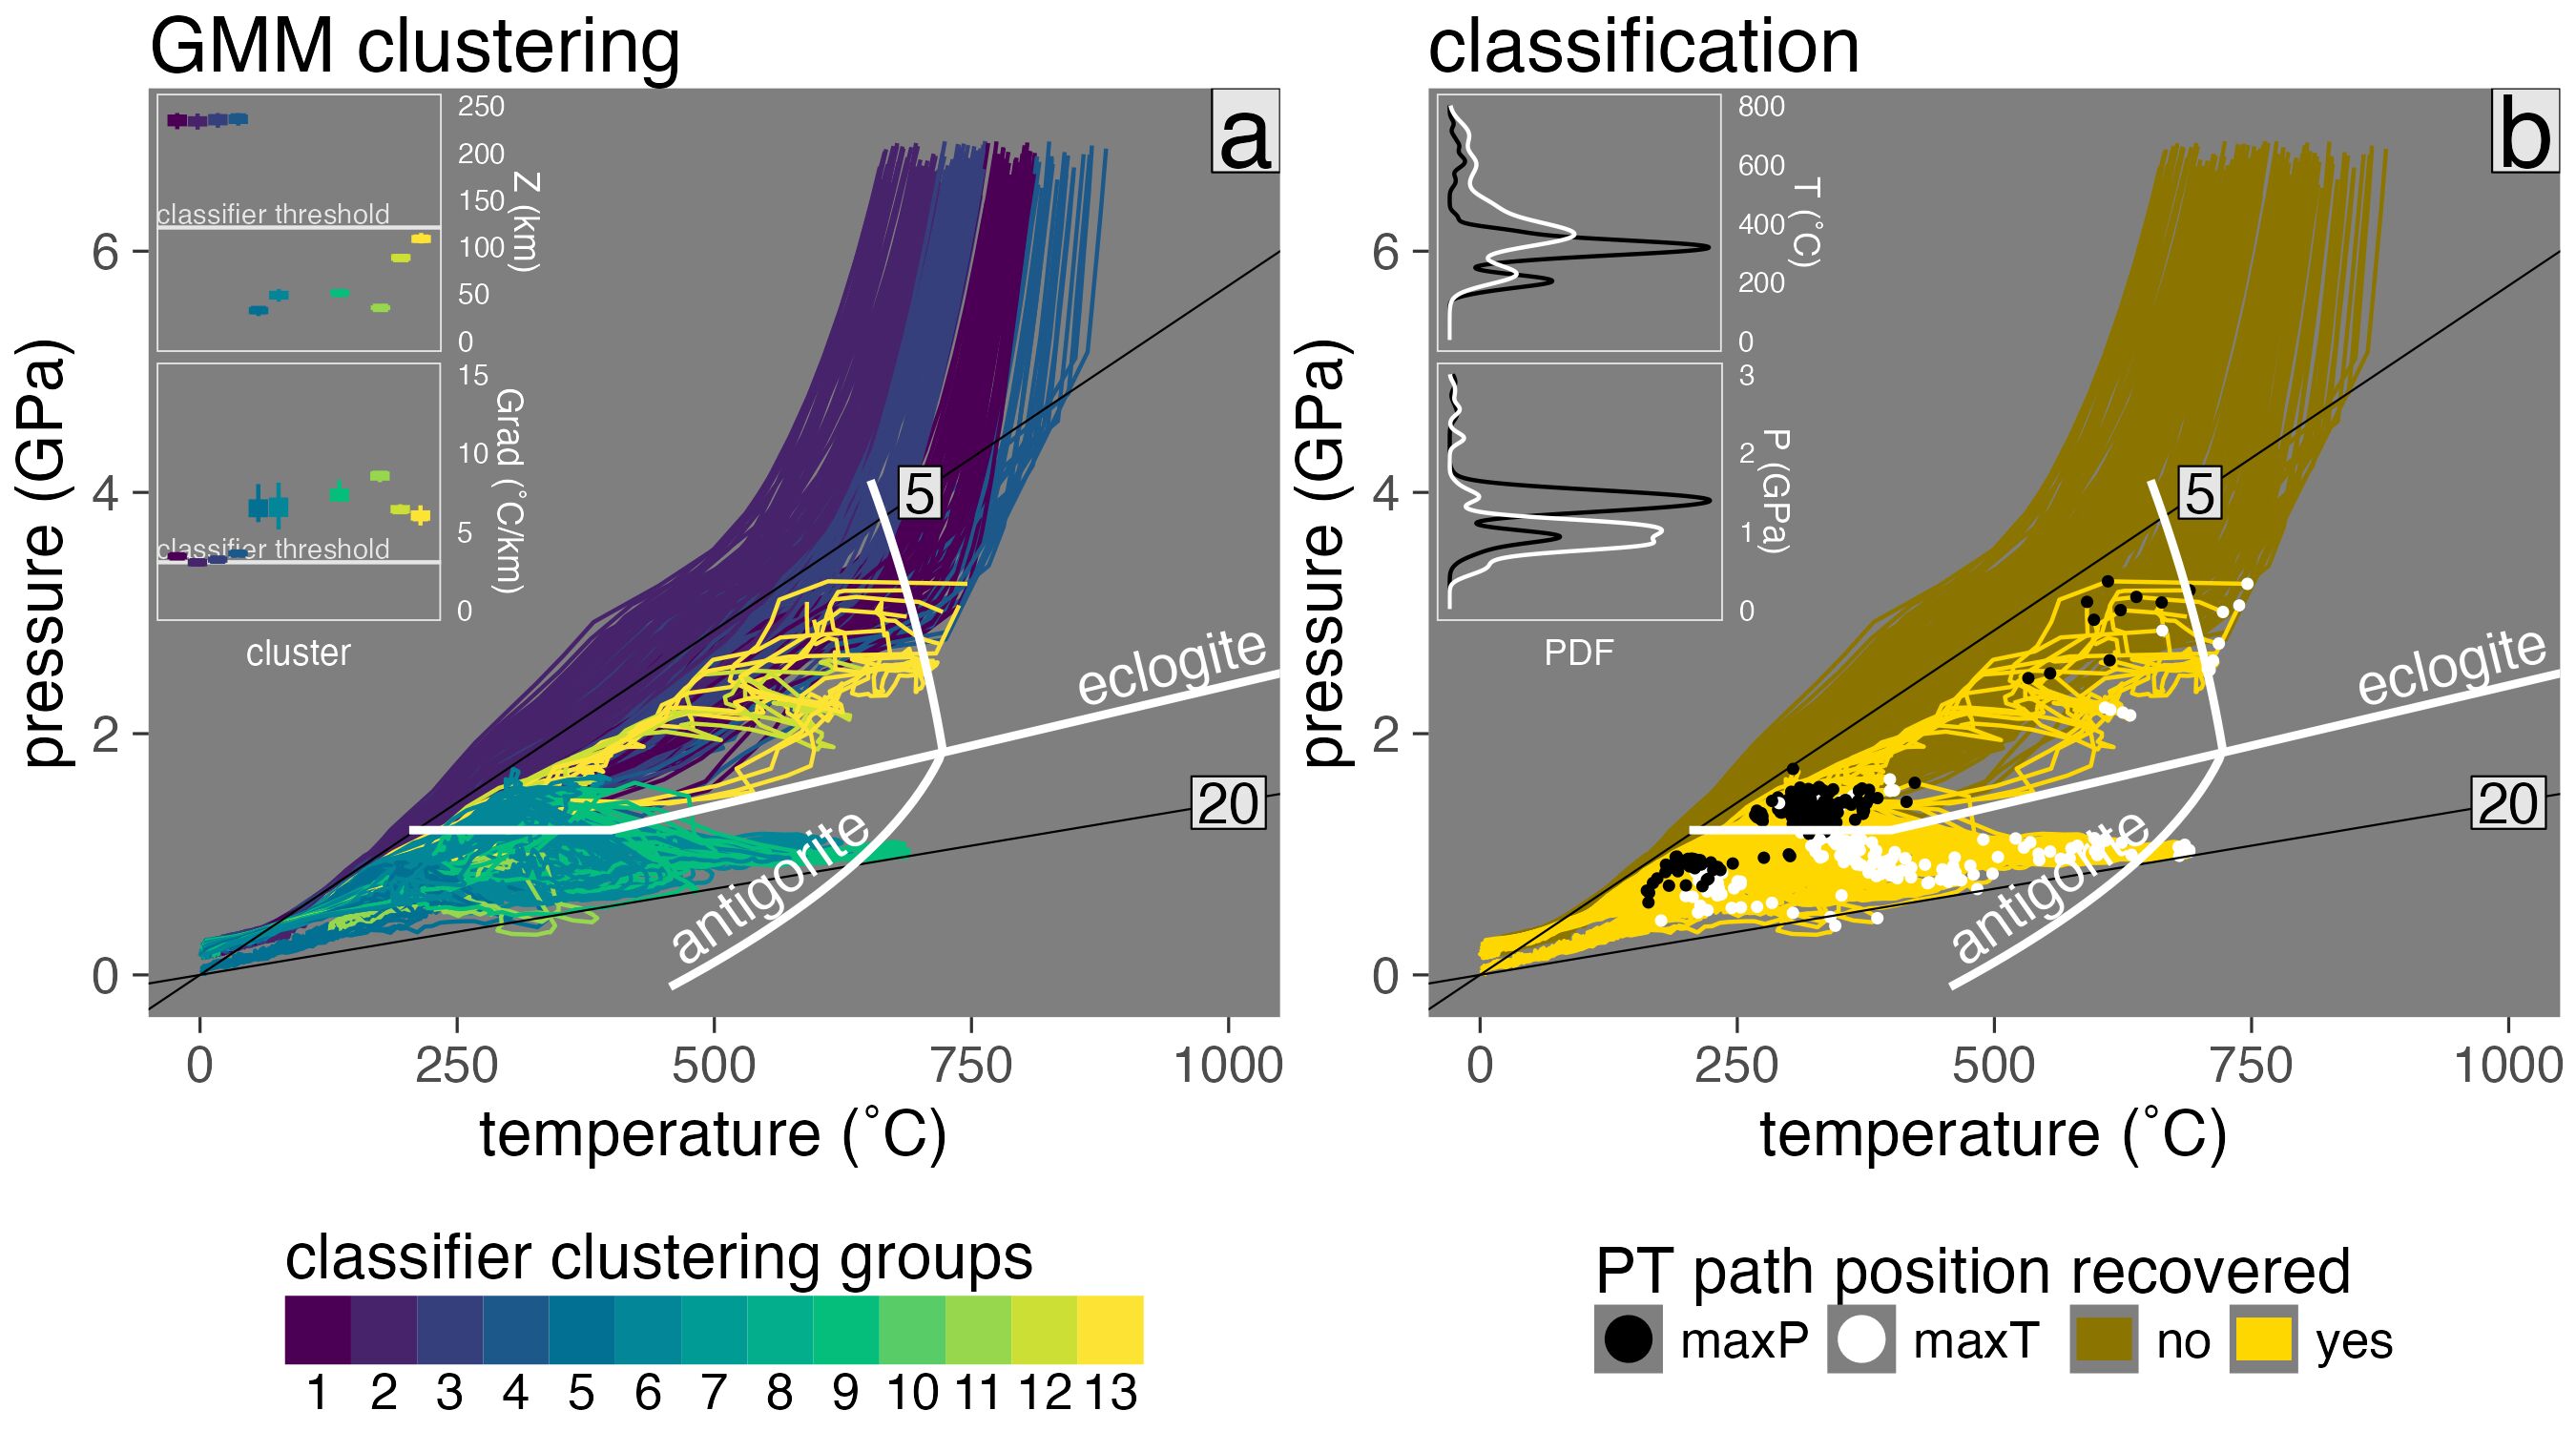 GMM clustering
a
250
200
150
100
50
0
Z (km)
classifier threshold
15
10
5
0
Grad (˚C/km)
classifier threshold
cluster
5
20
eclogite
antigorite
6
4
2
0
pressure (GPa)
0 250 500 750 1000
temperature (˚C)
classification
b
800
600
400
200
0
T (˚C)
3
2
1
0
P (GPa)
PDF
5
20
eclogite
antigorite
6
4
2
0
pressure (GPa)
0 250 500 750 1000
temperature (˚C)
classifier clustering groups
1 2 3 4 5 6 7 8 9 10 11 12 13
PT path position recovered
maxP maxT no yes